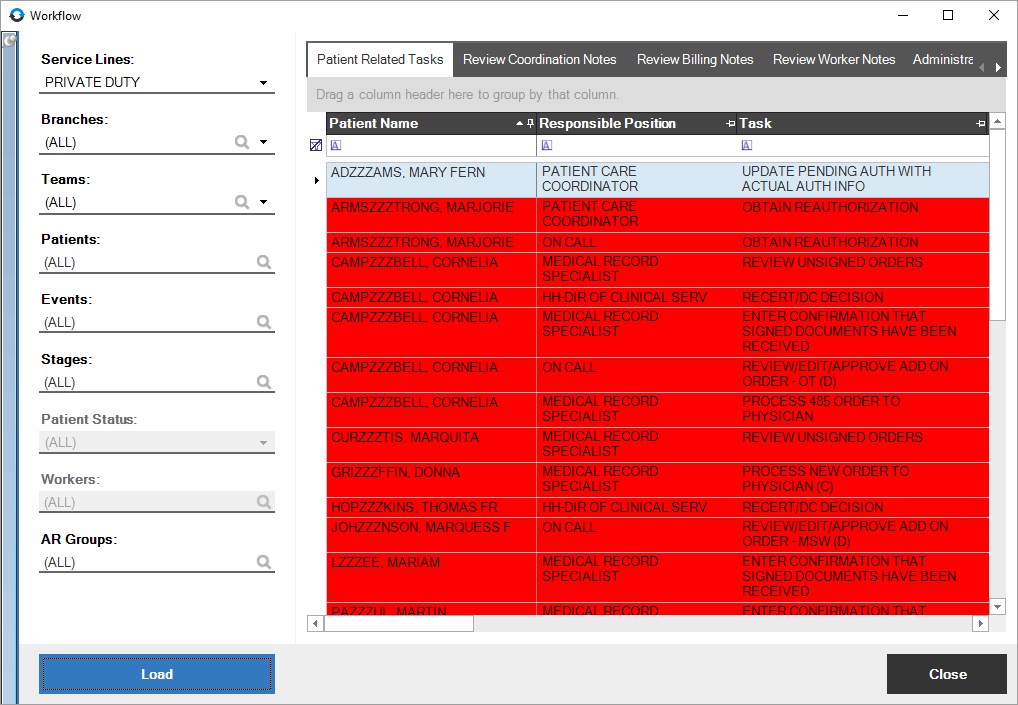 Workflow
Service Lines:
PRIVATE DUTY
Branches:
(ALL)
Teams:
(ALL)
Patients:
(ALL)
Events:
(ALL)
Stages:
(ALL)
Patient Status:
(ALL)
Workers:
(ALL)
AR Groups:
(ALL)
Load
Patient Related Tasks Review Coordination Notes Review Billing Notes Review Worker Notes Administra
Drag a column header here to group by that column.
Patient Name Responsible Position Task
A A A
ADZZZAMS, MARY FERN PATIENT CARE UPDATE PENDING AUTH WITH
COORDINATOR ACTUAL AUTH INFO
ARMSZZZTRONG, MARJORIE PATIENT CARE OBTAIN REAUTHORIZATION
COORDINATOR
ARMSZZZTRONG, MARJORIE ON CALL OBTAIN REAUTHORIZATION
CAMPZZZBELL, CORNELIA MEDICAL RECORD REVIEW UNSIGNED ORDERS
SPECIALIST
CAMPZZZBELL, CORNELIA HH-DIR OF CLINICAL SERV RECERT/DC DECISION
CAMPZZZBELL, CORNELIA MEDICAL RECORD ENTER CONFIRMATION THAT
SPECIALIST SIGNED DOCUMENTS HAVE BEEN
RECEIVED
CAMPZZZBELL, CORNELIA ON CALL REVIEW/EDIT/APPROVE ADD ON
ORDER - OT (D)
CAMPZZZBELL, CORNELIA MEDICAL RECORD PROCESS 485 ORDER TO
SPECIALIST PHYSICIAN
CURZZZTIS, MARQUITA MEDICAL RECORD REVIEW UNSIGNED ORDERS
SPECIALIST
GRIZZZFFIN, DONNA MEDICAL RECORD PROCESS NEW ORDER TO
SPECIALIST PHYSICIAN (C)
HOPZZZKINS, THOMAS FR HH-DIR OF CLINICAL SERV RECERT/DC DECISION
JOHZZZNSON, MARQUESS F ON CALL REVIEW/EDIT/APPROVE ADD ON
ORDER - MSW (D)
LZZZEE, MARIAM MEDICAL RECORD ENTER CONFIRMATION THAT
SPECIALIST SIGNED DOCUMENTS HAVE BEEN
RECEIVED
PAZZZUL, MARTIN MEDICAL RECORD ENTER CONFIRMATION THAT
Close